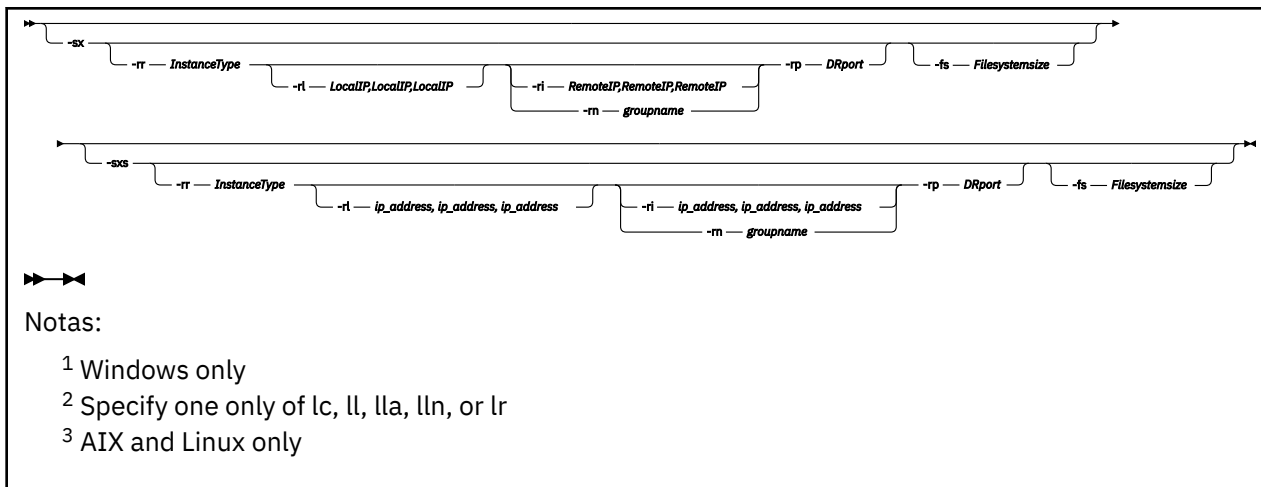 -sx
-rr InstanceType -rp DRport -fs Filesystemsize
-rl LocalIP,LocalIP,LocalIP -ri RemoteIP,RemoteIP,RemoteIP
-rn groupname
-sxs
-rr InstanceType -rp DRport -fs Filesystemsize
-rl ip_address, ip_address, ip_address -ri ip_address, ip_address, ip_address
-rn groupname
Notas:
1 Windows only
2 Specify one only of lc, ll, lla, lln, or lr
3 AIX and Linux only